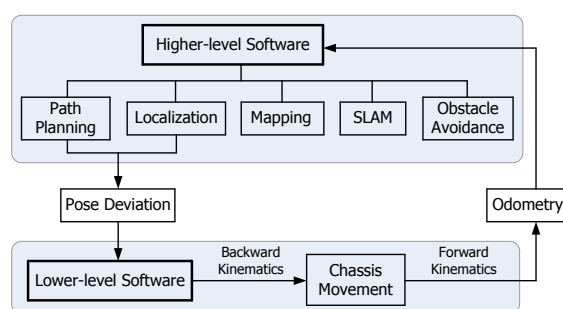 Higher-level Software
Path
Planning
Localization
Mapping
SLAM
Obstacle
Avoidance
Pose Deviation
Odometry
Lower-level Software
Backward
Kinematics
Chassis
Movement
Forward
Kinematics